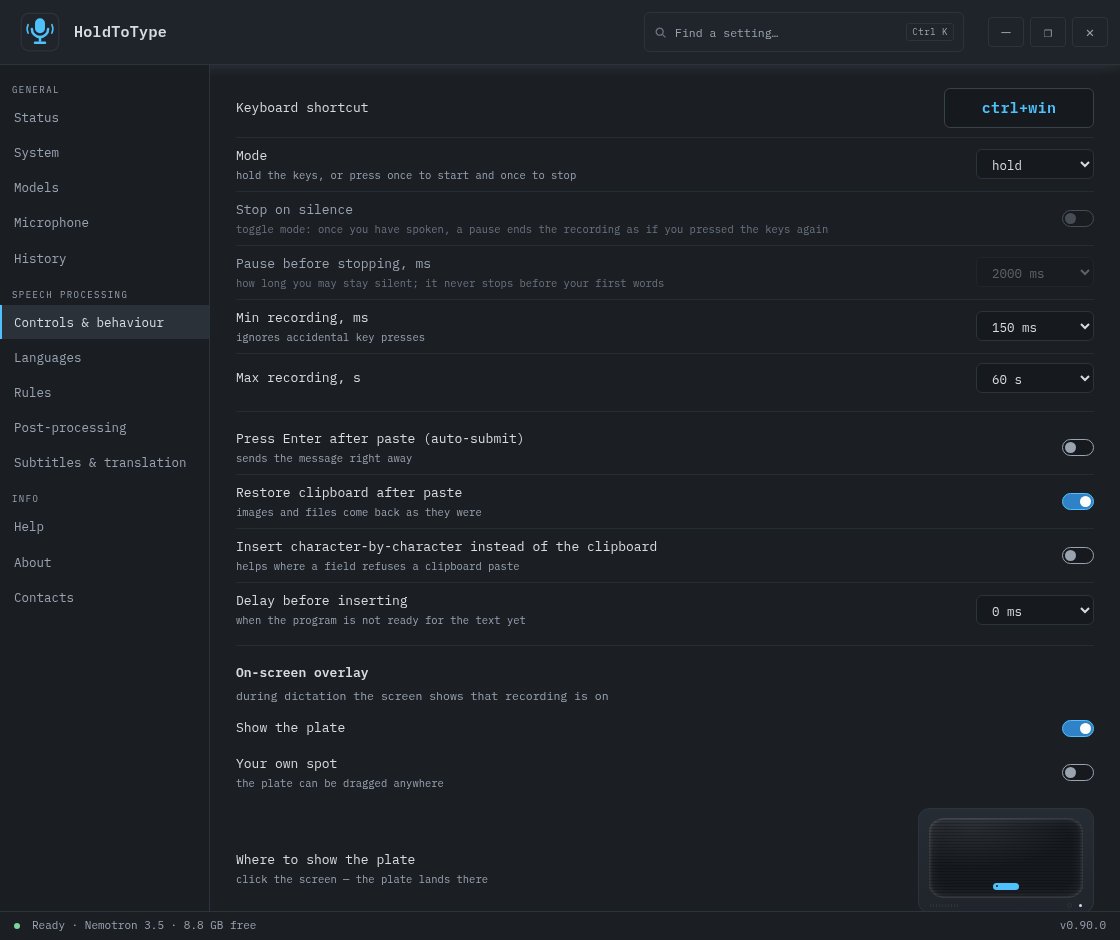 HoldToType
Find a setting…
Ctrl K
GENERAL
Status
System
Models
Microphone
History
SPEECH PROCESSING
Controls & behaviour
Languages
Rules
Post-processing
Subtitles & translation
INFO
Help
About
Contacts
Keyboard shortcut
ctrl+win
Mode
hold the keys, or press once to start and once to stop
hold
Stop on silence
toggle mode: once you have spoken, a pause ends the recording as if you pressed the keys again
Pause before stopping, ms
how long you may stay silent; it never stops before your first words
2000 ms
Min recording, ms
ignores accidental key presses
150 ms
Max recording, s
60 s
Press Enter after paste (auto-submit)
sends the message right away
Restore clipboard after paste
images and files come back as they were
Insert character-by-character instead of the clipboard
helps where a field refuses a clipboard paste
Delay before inserting
when the program is not ready for the text yet
0 ms
On-screen overlay
during dictation the screen shows that recording is on
Show the plate
Your own spot
the plate can be dragged anywhere
Where to show the plate
click the screen — the plate lands there
Ready · Nemotron 3.5 · 8.8 GB free
v0.90.0